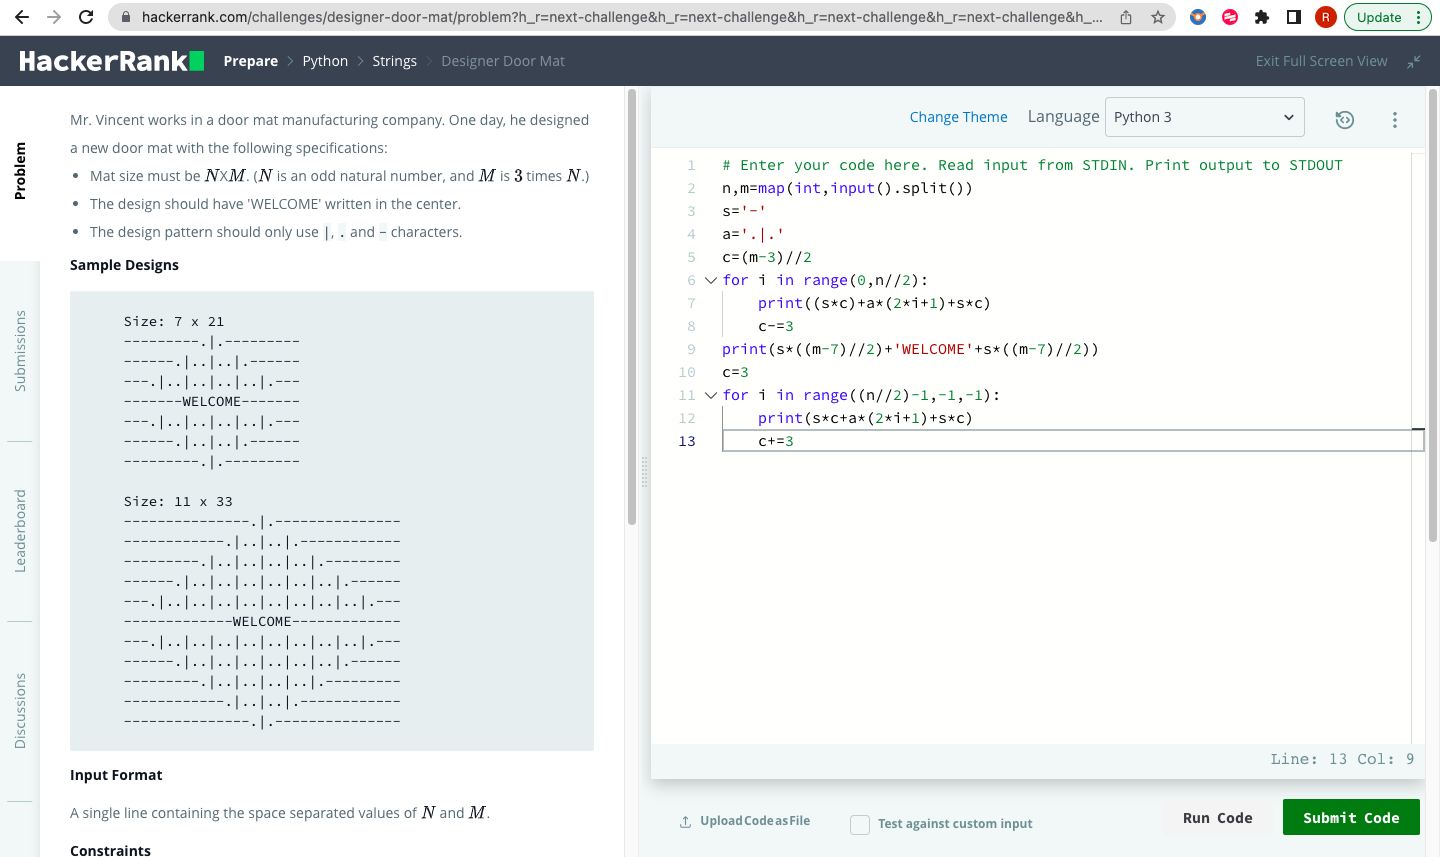 hackerrank.com/challenges/designer-door-mat/problem?h_r=next-challenge&h_r=next-challenge&h_r=next-challenge&h_r=next-challenge&h_...
R
Update
HackerRank
Prepare > Python > Strings > Designer Door Mat
Exit Full Screen View
Problem
Submissions
Leaderboard
Discussions
Mr. Vincent works in a door mat manufacturing company. One day, he designed
a new door mat with the following specifications:
• Mat size must be NXM. (N is an odd natural number, and M is 3 times N.)
• The design should have 'WELCOME' written in the center.
• The design pattern should only use |, . and - characters.
Sample Designs
Size: 7 x 21
---------.|.---------
------.|..|..|.------
---.|..|..|..|..|.---
-------WELCOME-------
---.|..|..|..|..|.---
------.|..|..|.------
---------.|.---------
Size: 11 x 33
---------------.|.---------------
------------.|..|..|.------------
---------.|..|..|..|..|.---------
------.|..|..|..|..|..|..|.------
---.|..|..|..|..|..|..|..|..|.---
-------------WELCOME-------------
---.|..|..|..|..|..|..|..|..|.---
------.|..|..|..|..|..|..|.------
---------.|..|..|..|..|.---------
------------.|..|..|.------------
---------------.|.---------------
Input Format
A single line containing the space separated values of N and M.
Constraints
Change Theme
Language
Python 3
1 # Enter your code here. Read input from STDIN. Print output to STDOUT
2 n,m=map(int,input().split())
3 s='-'
4 a='.|.'
5 c=(m-3)//2
6 for i in range(0,n//2):
7     print((s*c)+a*(2*i+1)+s*c)
8     c-=3
9 print(s*((m-7)//2)+'WELCOME'+s*((m-7)//2))
10 c=3
11 for i in range((n//2)-1,-1,-1):
12     print(s*c+a*(2*i+1)+s*c)
13     c+=3
Line: 13 Col: 9
Upload Code as File
Test against custom input
Run Code
Submit Code